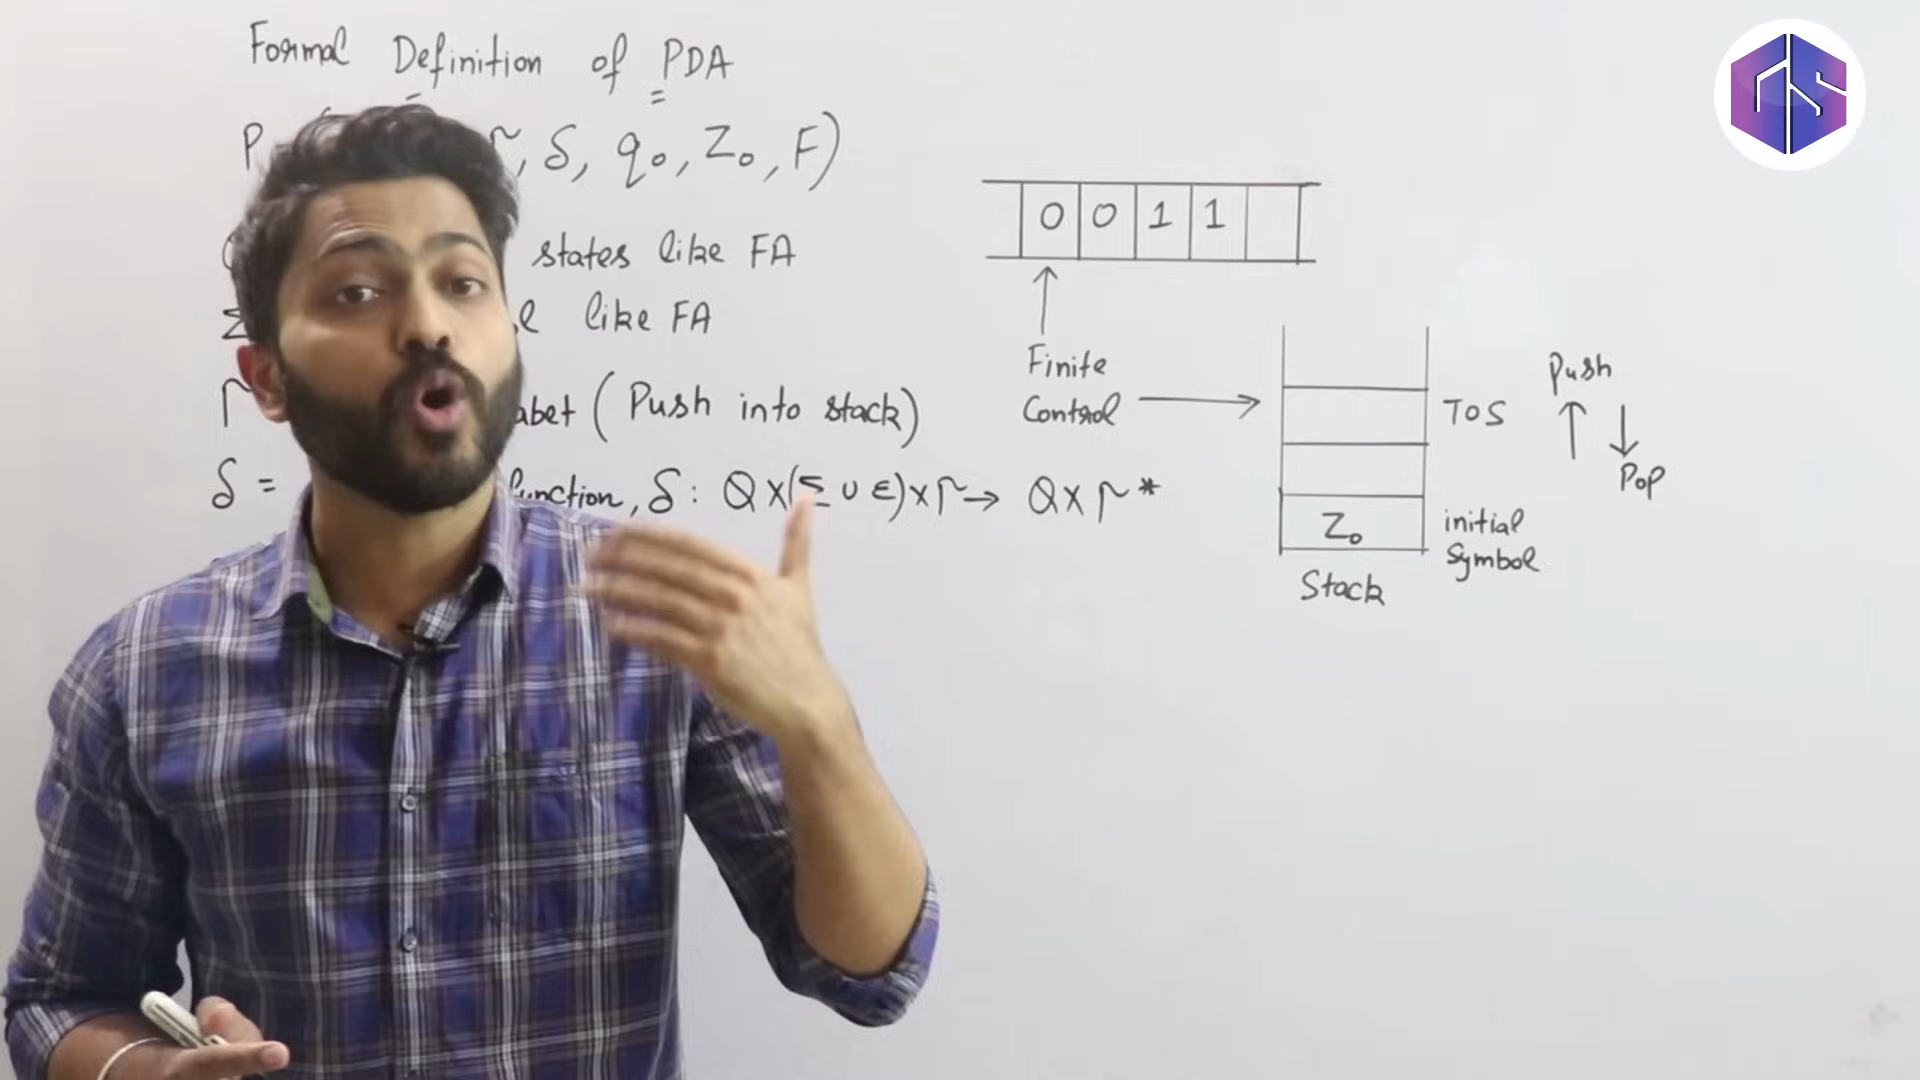 Formal Definition of PDA
P Γ, δ, q0, Z0, F)
states like FA
Σ like FA
Γ (Push into stack)
δ = function, δ: Q x (Σ ∪ ε) x Γ → Q x Γ*
0 0 1 1
Finite
Control
TOS
Push
Pop
Z0
initial
Symbol
Stack